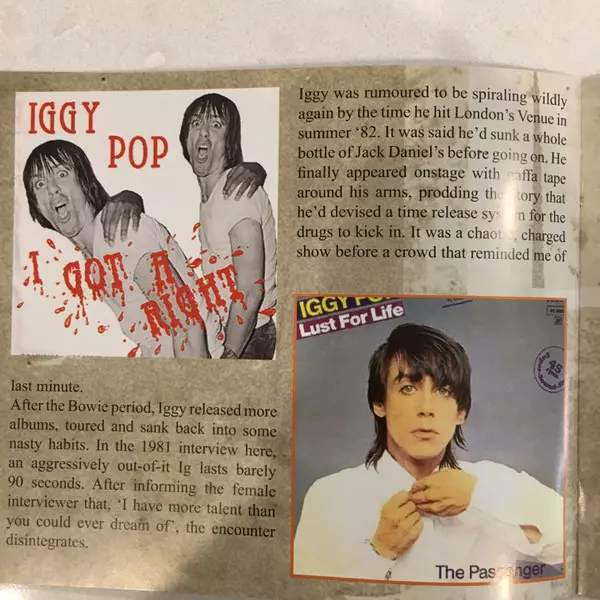 IGGY
POP
I GOT A
RIGHT
last minute.
After the Bowie period, Iggy released more
albums, toured and sank back into some
nasty habits. In the 1981 interview here,
an aggressively out-of-it Ig lasts barely
90 seconds. After informing the female
interviewer that, ‘I have more talent than
you could ever dream of’, the encounter
disintegrates.
Iggy was rumoured to be spiraling wildly
again by the time he hit London’s Venue in
summer ‘82. It was said he’d sunk a whole
bottle of Jack Daniel’s before going on. He
finally appeared onstage with gaffa tape
around his arms, prodding the story that
he’d devised a time release system for the
drugs to kick in. It was a chaotic, charged
show before a crowd that reminded me of
IGGY POP
Lust For Life
45
The Passenger